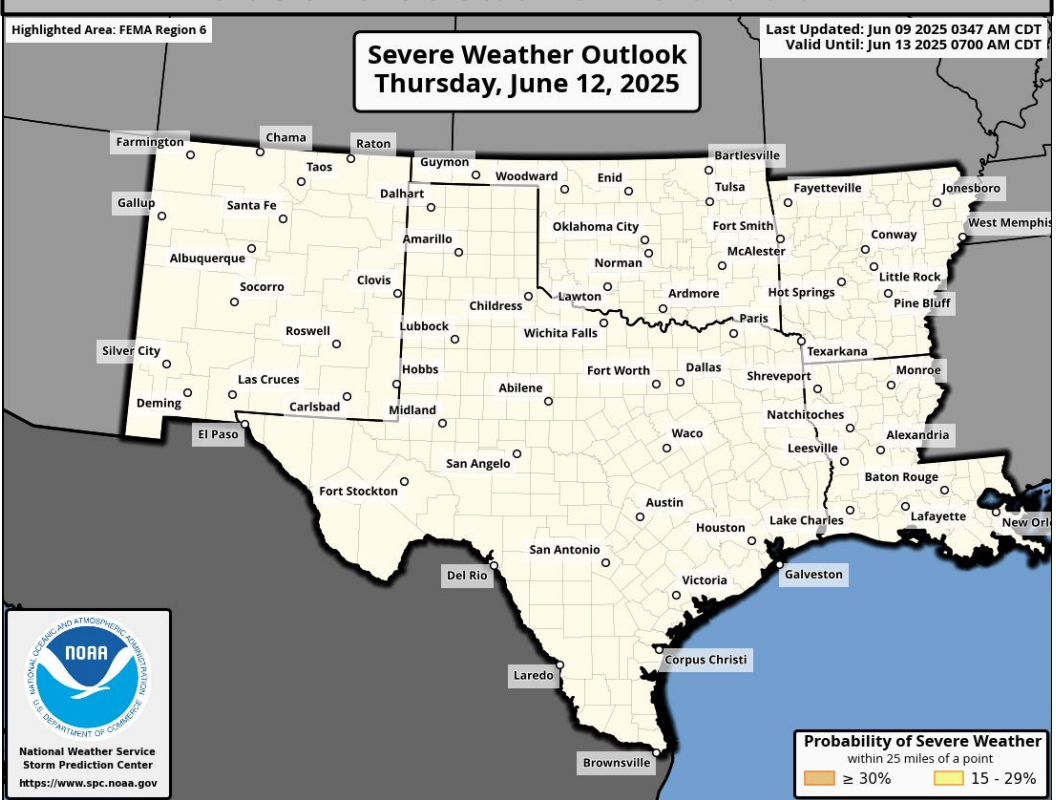 Highlighted Area: FEMA Region 6
Severe Weather Outlook
Thursday, June 12, 2025
Last Updated: Jun 09 2025 0347 AM CDT
Valid Until: Jun 13 2025 0700 AM CDT
Farmington
Chama
Raton
Taos
Guymon
Woodward
Enid
Bartlesville
Tulsa
Fayetteville
Jonesboro
Gallup
Santa Fe
Dalhart
Oklahoma City
Fort Smith
Conway
West Memphis
Albuquerque
Amarillo
Norman
McAlester
Little Rock
Socorro
Clovis
Childress
Lawton
Ardmore
Hot Springs
Pine Bluff
Roswell
Lubbock
Wichita Falls
Paris
Texarkana
Silver City
Las Cruces
Hobbs
Abilene
Fort Worth
Dallas
Shreveport
Monroe
Deming
Carlsbad
Midland
Natchitoches
El Paso
Waco
Leesville
Alexandria
San Angelo
Baton Rouge
Fort Stockton
Austin
Houston
Lake Charles
Lafayette
New Orl
San Antonio
Del Rio
Victoria
Galveston
Laredo
Corpus Christi
Brownsville
NATIONAL OCEANIC AND ATMOSPHERIC ADMINISTRATION
NOAA
U.S. DEPARTMENT OF COMMERCE
National Weather Service
Storm Prediction Center
https://www.spc.noaa.gov
Probability of Severe Weather
within 25 miles of a point
≥ 30%
15 - 29%